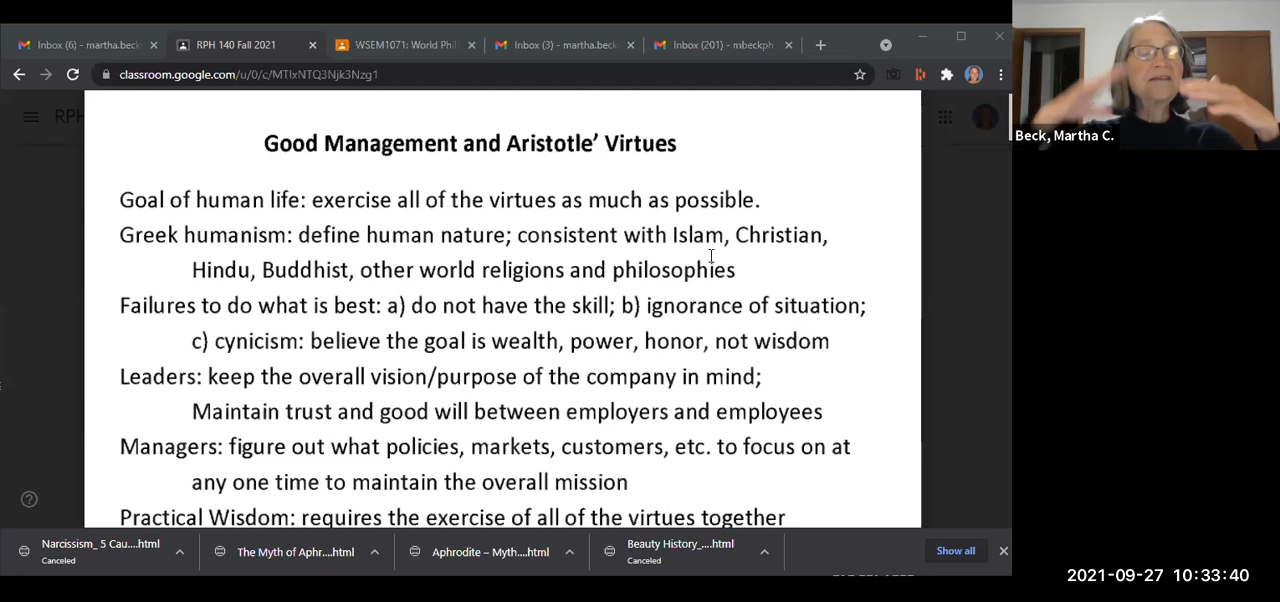 Inbox (6) - martha.beck
RPH 140 Fall 2021
WSEM1071: World Phil
Inbox (3) - martha.beck
Inbox (201) - mbeckph
classroom.google.com/u/0/c/MTIxNTQ3Njk3Nzg1
RPH
Good Management and Aristotle’ Virtues
Goal of human life: exercise all of the virtues as much as possible.
Greek humanism: define human nature; consistent with Islam, Christian,
Hindu, Buddhist, other world religions and philosophies
Failures to do what is best: a) do not have the skill; b) ignorance of situation;
c) cynicism: believe the goal is wealth, power, honor, not wisdom
Leaders: keep the overall vision/purpose of the company in mind;
Maintain trust and good will between employers and employees
Managers: figure out what policies, markets, customers, etc. to focus on at
any one time to maintain the overall mission
Practical Wisdom: requires the exercise of all of the virtues together
Beck, Martha C.
Narcissism_ 5 Cau....html
Canceled
The Myth of Aphr....html
Aphrodite – Myth....html
Beauty History_....html
Canceled
Show all
2021-09-27 10:33:40